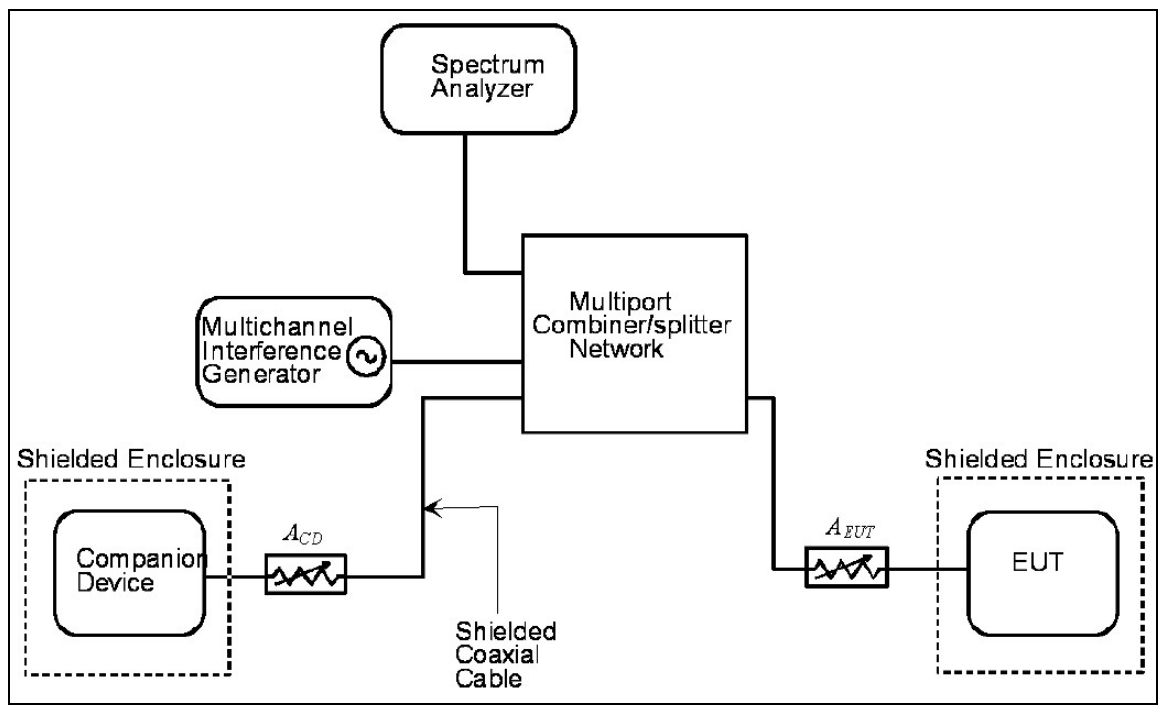 Spectrum
Analyzer
Multiport
Combiner/splitter
Network
Multichannel
Interference
Generator
Shielded Enclosure
Companion
Device
A_CD
Shielded
Coaxial
Cable
Shielded Enclosure
A_EUT
EUT